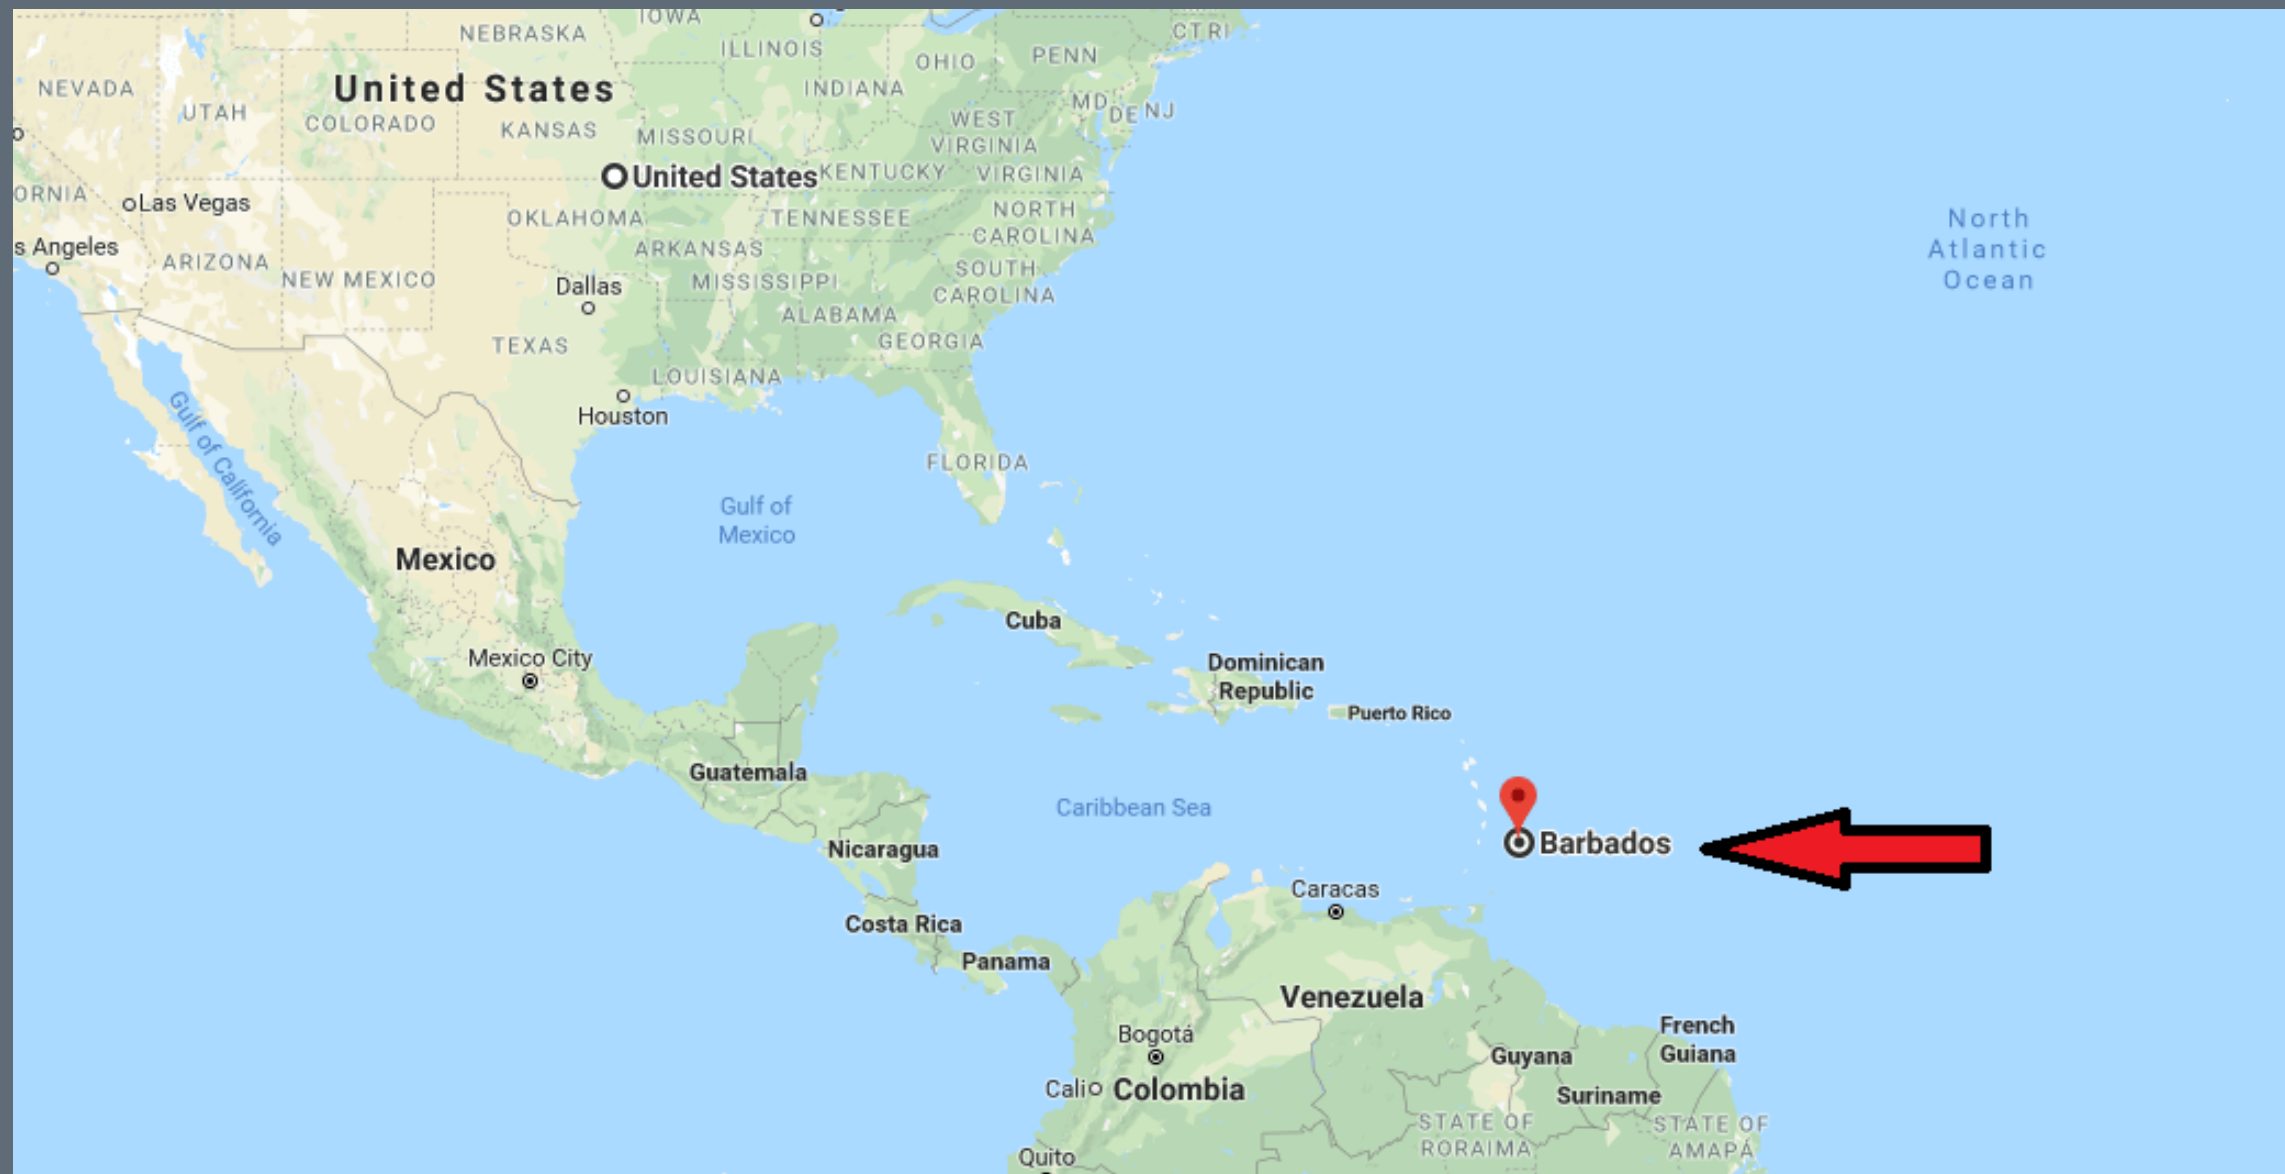 IOWA
NEBRASKA
CT RI
ILLINOIS
OHIO
PENN
NEVADA
United States
INDIANA
UTAH
COLORADO
KANSAS
MISSOURI
WEST
VIRGINIA
MD
DE NJ
United States
KENTUCKY
VIRGINIA
ORNIA
Las Vegas
OKLAHOMA
TENNESSEE
NORTH
CAROLINA
North
Atlantic
Ocean
s Angeles
ARIZONA
NEW MEXICO
ARKANSAS
SOUTH
CAROLINA
Dallas
MISSISSIPPI
ALABAMA
GEORGIA
TEXAS
LOUISIANA
Houston
Gulf of California
FLORIDA
Gulf of
Mexico
Mexico
Cuba
Mexico City
Dominican
Republic
Puerto Rico
Guatemala
Caribbean Sea
Nicaragua
Barbados
Caracas
Costa Rica
Panama
Venezuela
Bogotá
French
Guiana
Guyana
Cali
Colombia
Suriname
STATE OF
RORAIMA
STATE OF
AMAPÁ
Quito